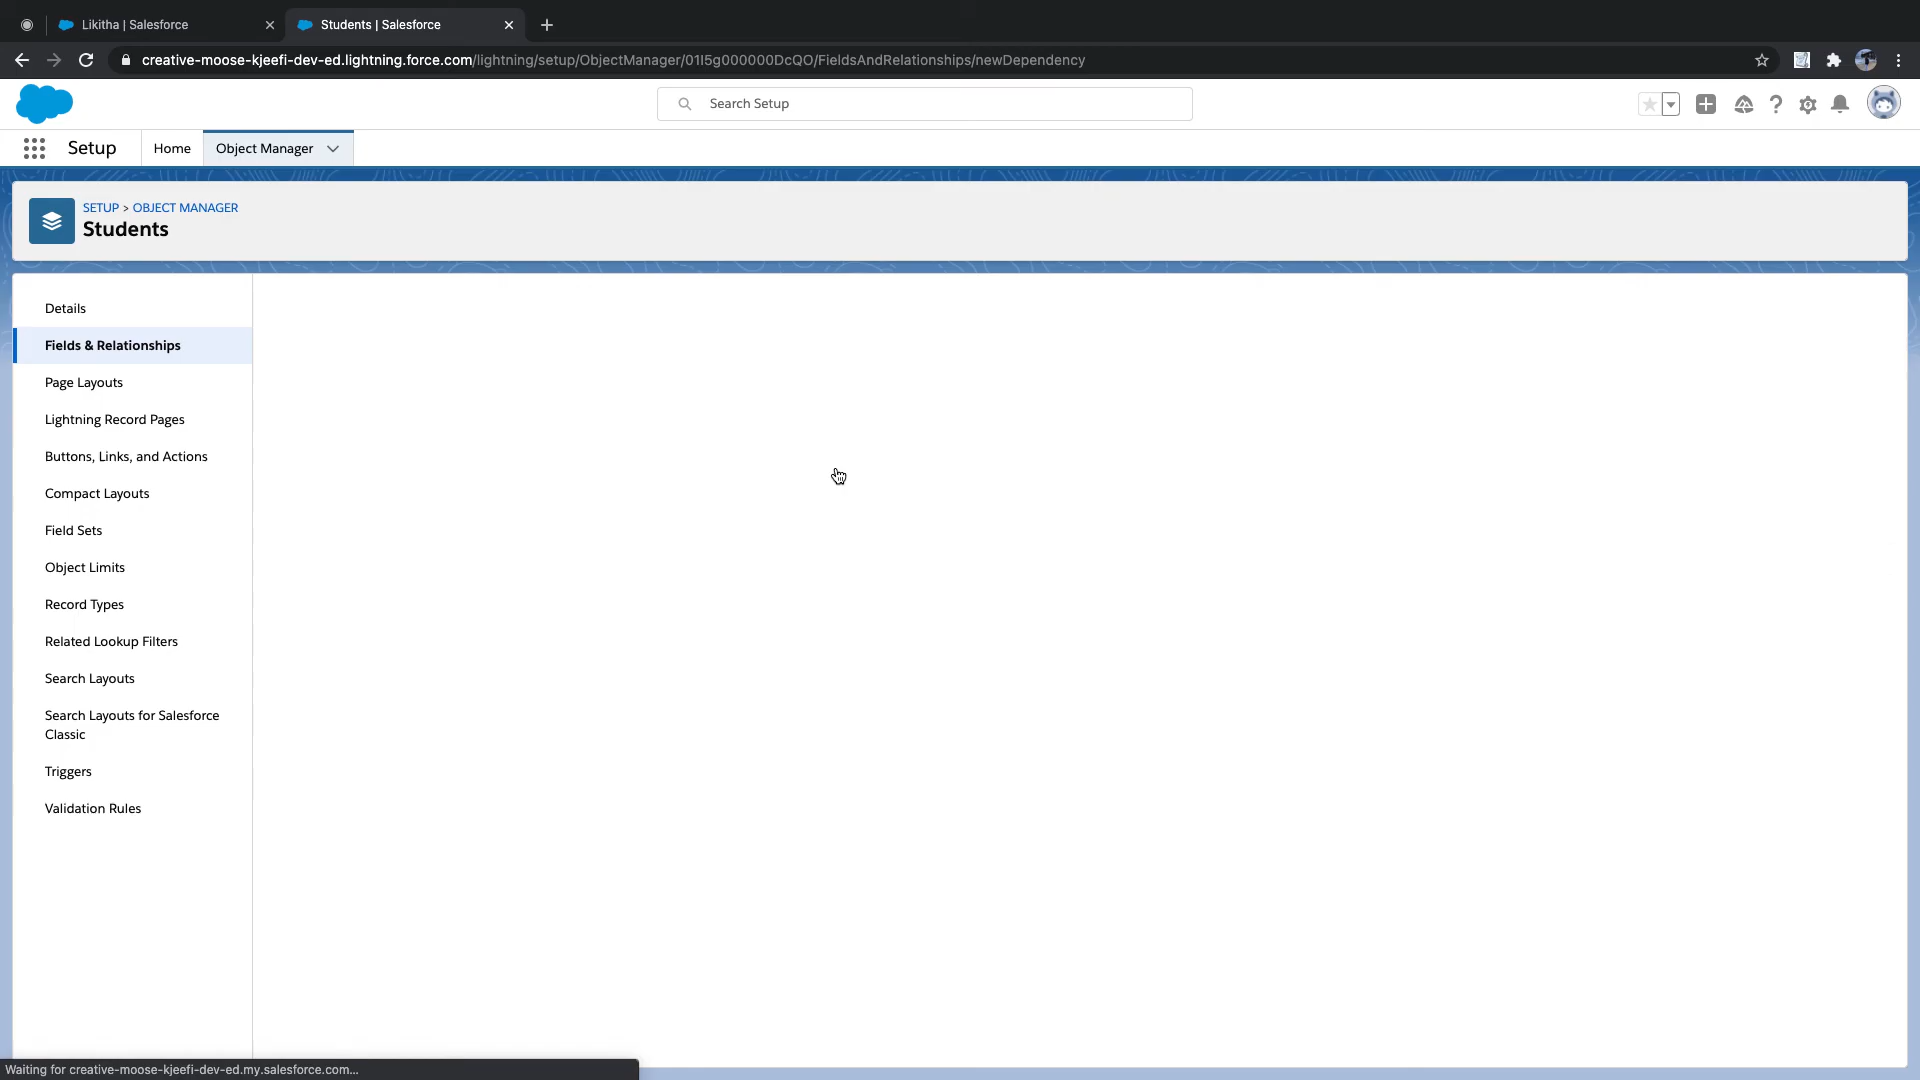 Likitha | Salesforce
Students | Salesforce
creative-moose-kjeefi-dev-ed.lightning.force.com/lightning/setup/ObjectManager/01I5g000000DcQO/FieldsAndRelationships/newDependency
Search Setup
Setup
Home
Object Manager
SETUP > OBJECT MANAGER
Students
Details
Fields & Relationships
Page Layouts
Lightning Record Pages
Buttons, Links, and Actions
Compact Layouts
Field Sets
Object Limits
Record Types
Related Lookup Filters
Search Layouts
Search Layouts for Salesforce
Classic
Triggers
Validation Rules
Waiting for creative-moose-kjeefi-dev-ed.my.salesforce.com...